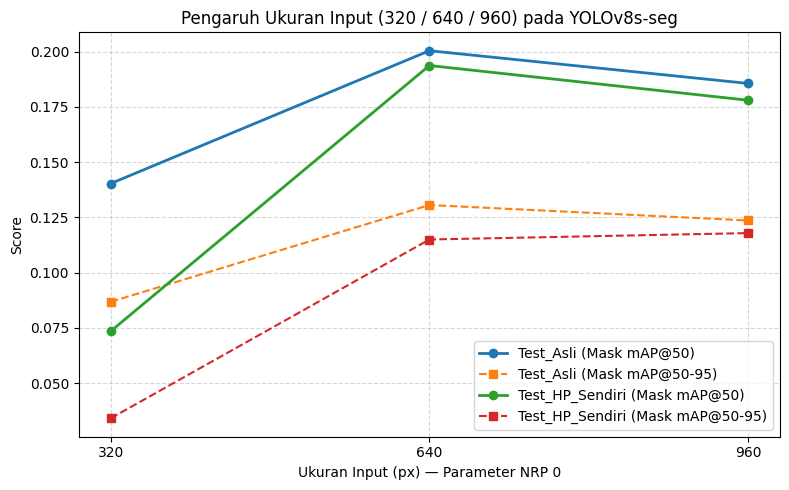 Pengaruh Ukuran Input (320 / 640 / 960) pada YOLOv8s-seg
0.200
0.175
0.150
0.125
0.100
0.075
0.050
Score
Test_Asli (Mask mAP@50)
Test_Asli (Mask mAP@50-95)
Test_HP_Sendiri (Mask mAP@50)
Test_HP_Sendiri (Mask mAP@50-95)
320
640
960
Ukuran Input (px) — Parameter NRP 0